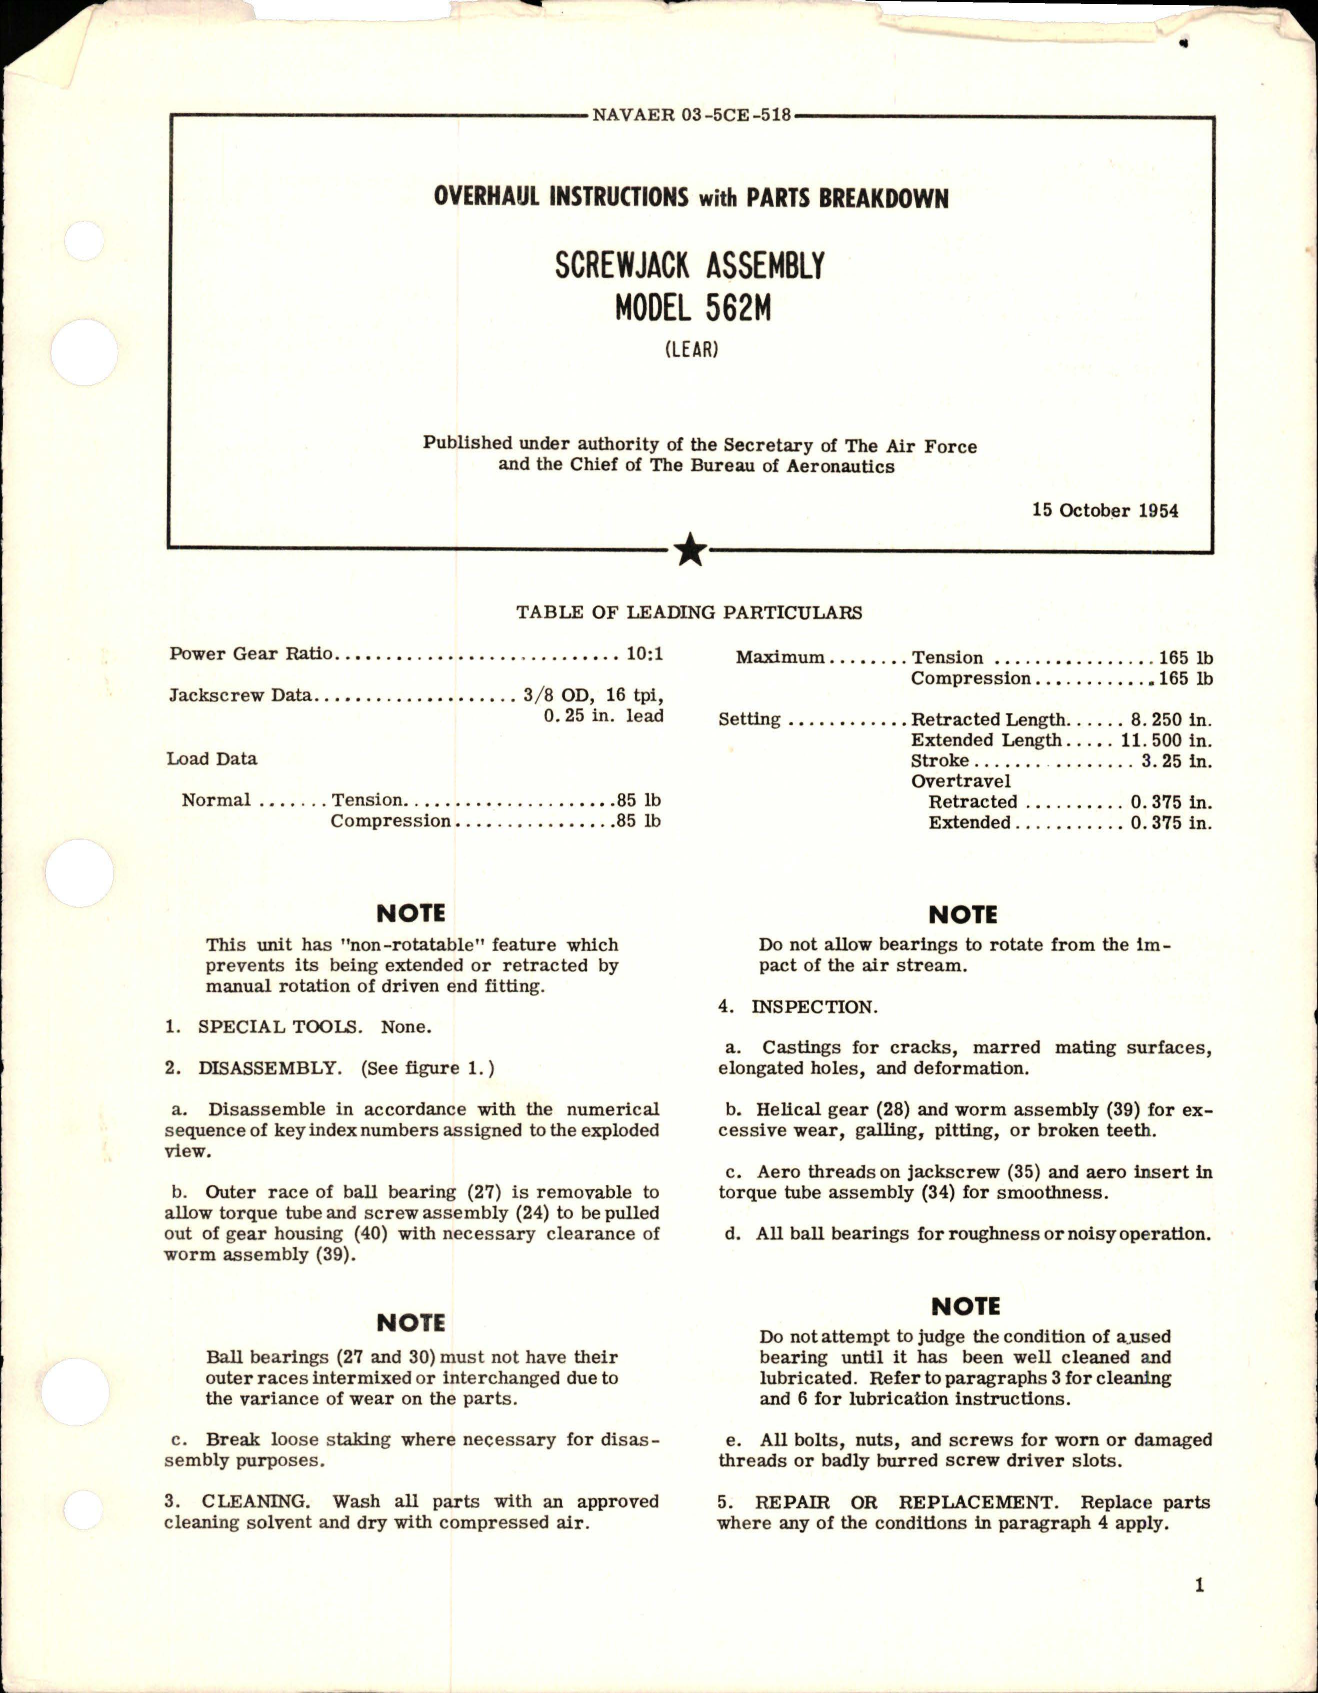 NAVAER 03-5CE-518
OVERHAUL INSTRUCTIONS with PARTS BREAKDOWN
SCREWJACK ASSEMBLY
MODEL 562M
(LEAR)
Published under authority of the Secretary of The Air Force
and the Chief of The Bureau of Aeronautics
15 October 1954
TABLE OF LEADING PARTICULARS
Power Gear Ratio............................ 10:1
Jackscrew Data.................... 3/8 OD, 16 tpi,
0.25 in. lead
Load Data
Normal ....... Tension.....................85 lb
Compression................85 lb
NOTE
This unit has "non-rotatable" feature which
prevents its being extended or retracted by
manual rotation of driven end fitting.
1. SPECIAL TOOLS. None.
2. DISASSEMBLY. (See figure 1.)
a. Disassemble in accordance with the numerical
sequence of key index numbers assigned to the exploded
view.
b. Outer race of ball bearing (27) is removable to
allow torque tube and screw assembly (24) to be pulled
out of gear housing (40) with necessary clearance of
worm assembly (39).
NOTE
Ball bearings (27 and 30) must not have their
outer races intermixed or interchanged due to
the variance of wear on the parts.
c. Break loose staking where necessary for disas-
sembly purposes.
3. CLEANING. Wash all parts with an approved
cleaning solvent and dry with compressed air.
Maximum........ Tension ................ 165 lb
Compression............ 165 lb
Setting ............ Retracted Length...... 8.250 in.
Extended Length..... 11.500 in.
Stroke............... 3.25 in.
Overtravel
Retracted .......... 0.375 in.
Extended........... 0.375 in.
NOTE
Do not allow bearings to rotate from the im-
pact of the air stream.
4. INSPECTION.
a. Castings for cracks, marred mating surfaces,
elongated holes, and deformation.
b. Helical gear (28) and worm assembly (39) for ex-
cessive wear, galling, pitting, or broken teeth.
c. Aero threads on jackscrew (35) and aero insert in
torque tube assembly (34) for smoothness.
d. All ball bearings for roughness or noisy operation.
NOTE
Do not attempt to judge the condition of a used
bearing until it has been well cleaned and
lubricated. Refer to paragraphs 3 for cleaning
and 6 for lubrication instructions.
e. All bolts, nuts, and screws for worn or damaged
threads or badly burred screw driver slots.
5. REPAIR OR REPLACEMENT. Replace parts
where any of the conditions in paragraph 4 apply.
1